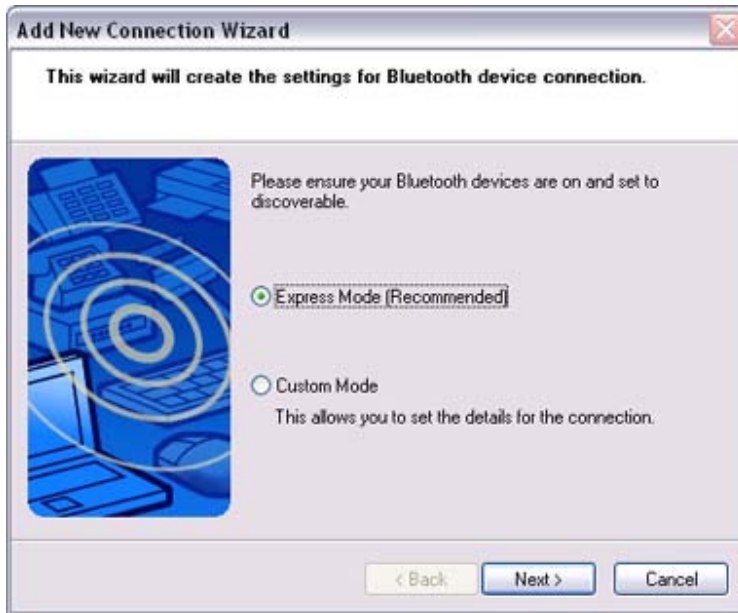 Add New Connection Wizard
This wizard will create the settings for Bluetooth device connection.
Please ensure your Bluetooth devices are on and set to
discoverable.
Express Mode (Recommended)
Custom Mode
This allows you to set the details for the connection.
< Back
Next >
Cancel